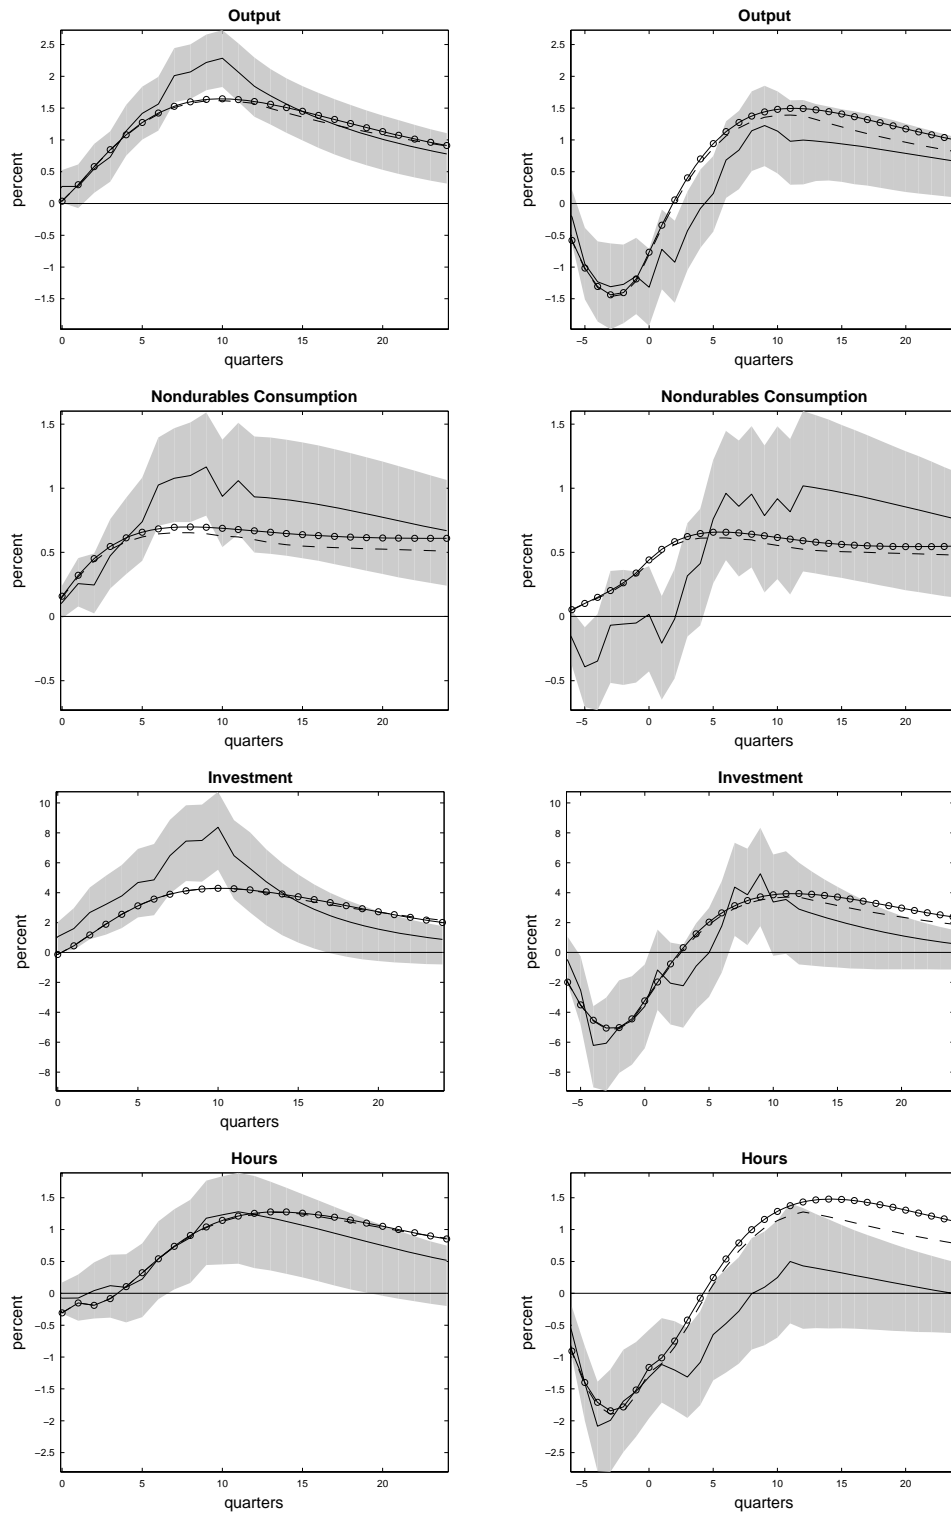 Output
percent
2.5
2
1.5
1
0.5
0
−0.5
−1
−1.5
0 5 10 15 20
quarters
Output
percent
2.5
2
1.5
1
0.5
0
−0.5
−1
−1.5
−5 0 5 10 15 20
quarters
Nondurables Consumption
percent
1.5
1
0.5
0
−0.5
0 5 10 15 20
quarters
Nondurables Consumption
percent
1.5
1
0.5
0
−0.5
−5 0 5 10 15 20
quarters
Investment
percent
10
8
6
4
2
0
−2
−4
−6
−8
0 5 10 15 20
quarters
Investment
percent
10
8
6
4
2
0
−2
−4
−6
−8
−5 0 5 10 15 20
quarters
Hours
percent
1.5
1
0.5
0
−0.5
−1
−1.5
−2
−2.5
0 5 10 15 20
quarters
Hours
percent
1.5
1
0.5
0
−0.5
−1
−1.5
−2
−2.5
−5 0 5 10 15 20
quarters